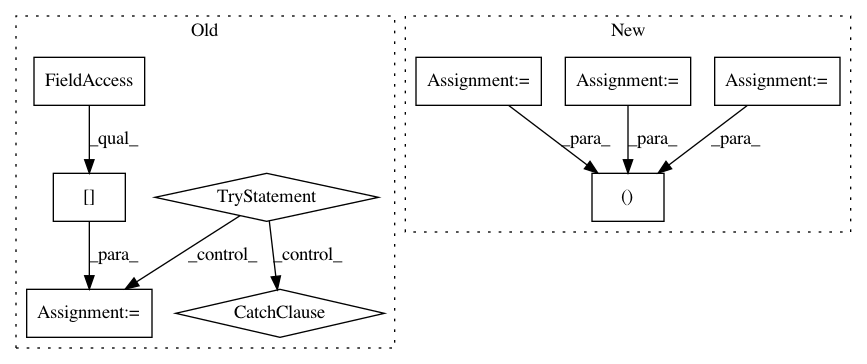 Old
New
FieldAccess
Assignment:=
Assignment:=
Assignment:=
_qual_
_para_
_para_
_para_
[]
TryStatement
()
_para_
_control_
_control_
Assignment:=
CatchClause